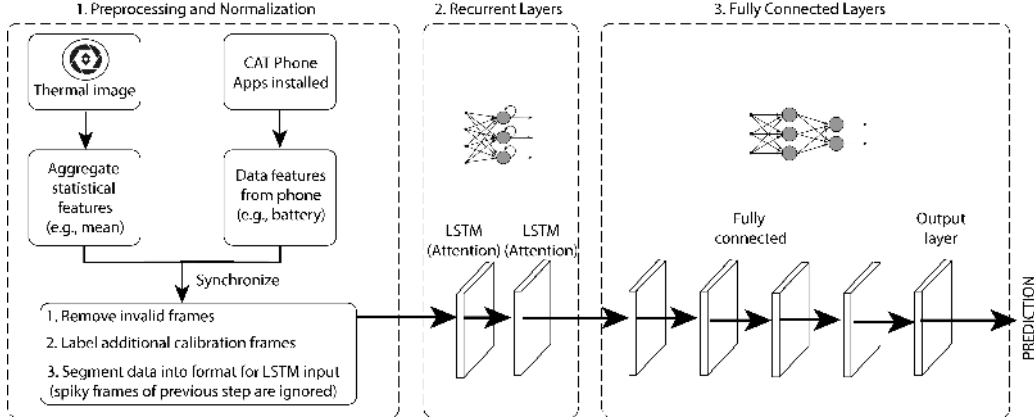 1. Preprocessing and Normalization
Thermal image
CAT Phone
Apps installed
Aggregate
statistical
features
(e.g., mean)
Data features
from phone
(e.g., battery)
Synchronize
1. Remove invalid frames
2. Label additional calibration frames
3. Segment data into format for LSTM input
(spiky frames of previous step are ignored)
2. Recurrent Layers
LSTM
(Attention)
LSTM
(Attention)
3. Fully Connected Layers
Fully
connected
Output
layer
PREDICTION